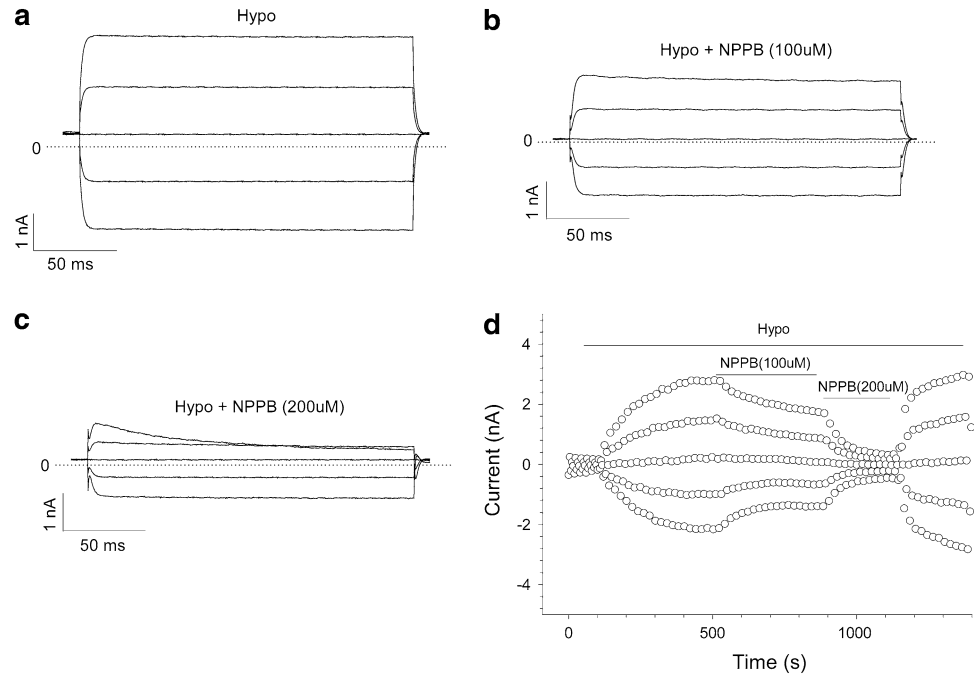 a
Hypo
0
1 nA
50 ms
b
Hypo + NPPB (100uM)
0
1 nA
50 ms
c
Hypo + NPPB (200uM)
0
1 nA
50 ms
d
Hypo
NPPB(100uM)
NPPB(200uM)
4
2
0
-2
-4
Current (nA)
0 500 1000
Time (s)